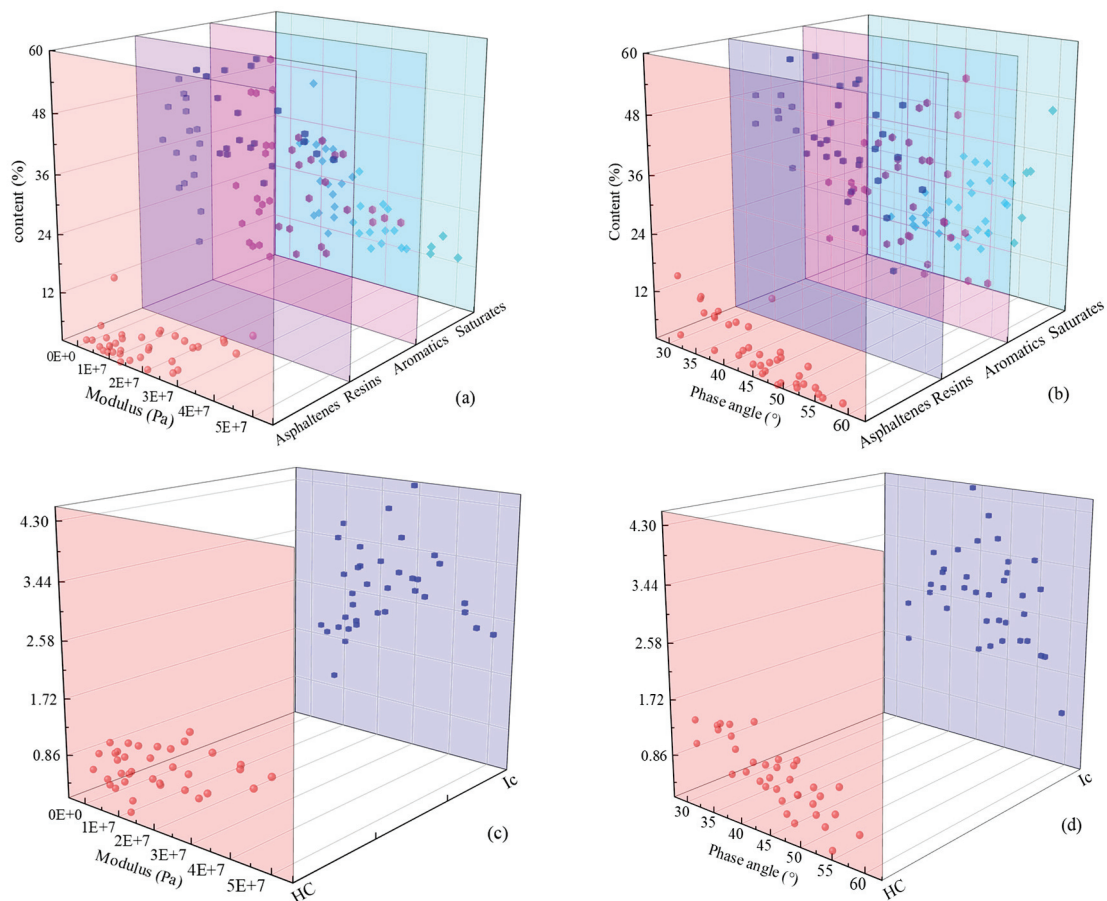 60
48
36
24
12
content (%)
0E+0
1E+7
2E+7
3E+7
4E+7
5E+7
Modulus (Pa)
Asphaltenes
Resins
Aromatics
Saturates
(a)
60
48
36
24
12
Content (%)
30
35
40
45
50
55
60
Phase angle (°)
Asphaltenes
Resins
Aromatics
Saturates
(b)
4.30
3.44
2.58
1.72
0.86
0E+0
1E+7
2E+7
3E+7
4E+7
5E+7
Modulus (Pa)
HC
Ic
(c)
4.30
3.44
2.58
1.72
0.86
30
35
40
45
50
55
60
Phase angle (°)
HC
Ic
(d)